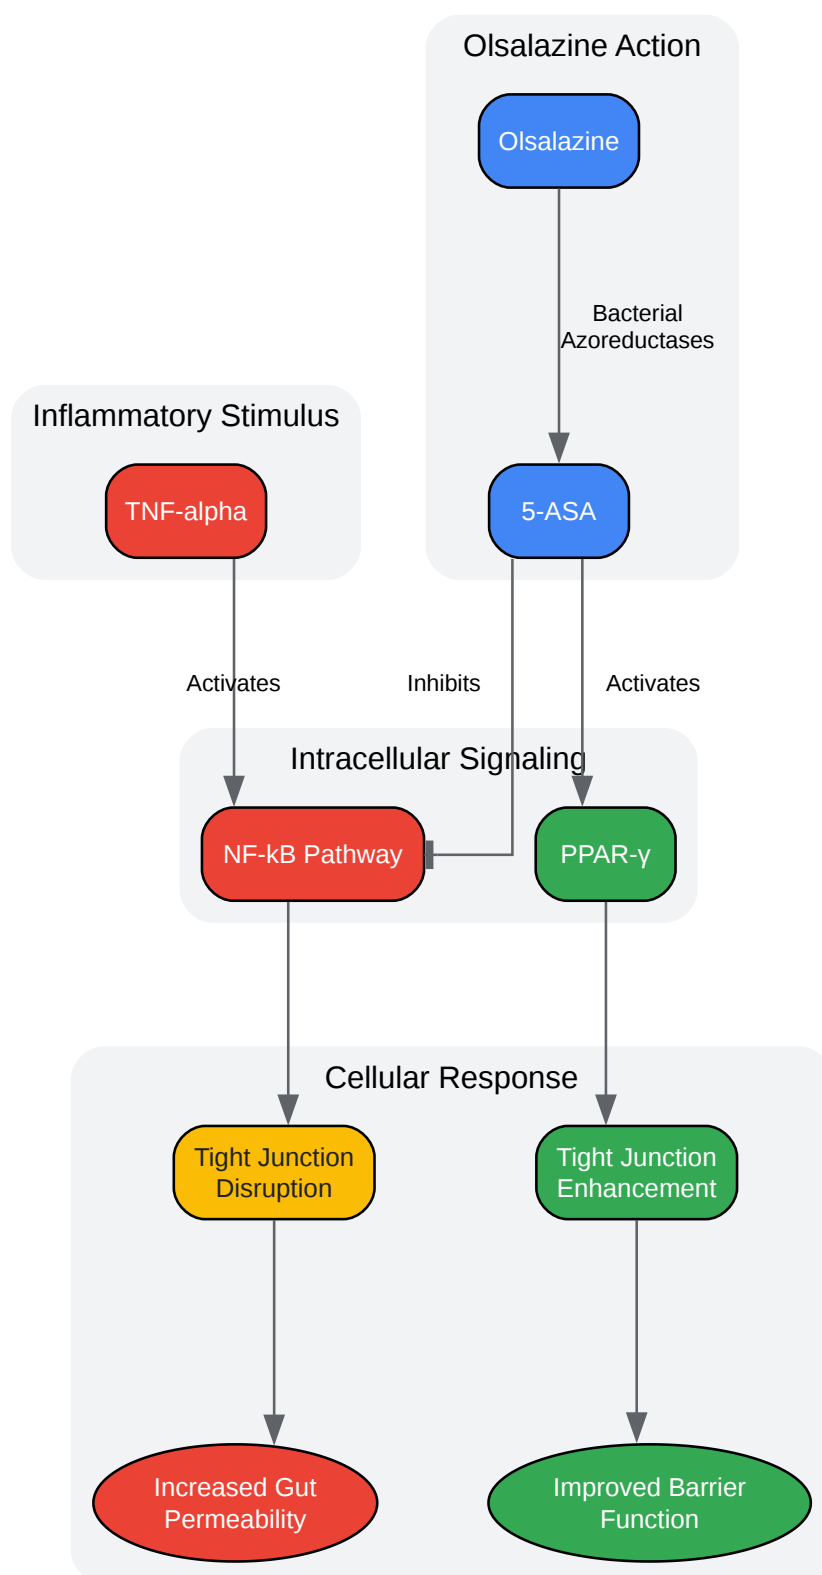 Olsalazine Action
Olsalazine
Bacterial
Azoreductases
Inflammatory Stimulus
TNF-alpha
5-ASA
Activates
Inhibits
Activates
Intracellular Signaling
NF-kB Pathway
PPAR-γ
Cellular Response
Tight Junction
Disruption
Tight Junction
Enhancement
Increased Gut
Permeability
Improved Barrier
Function